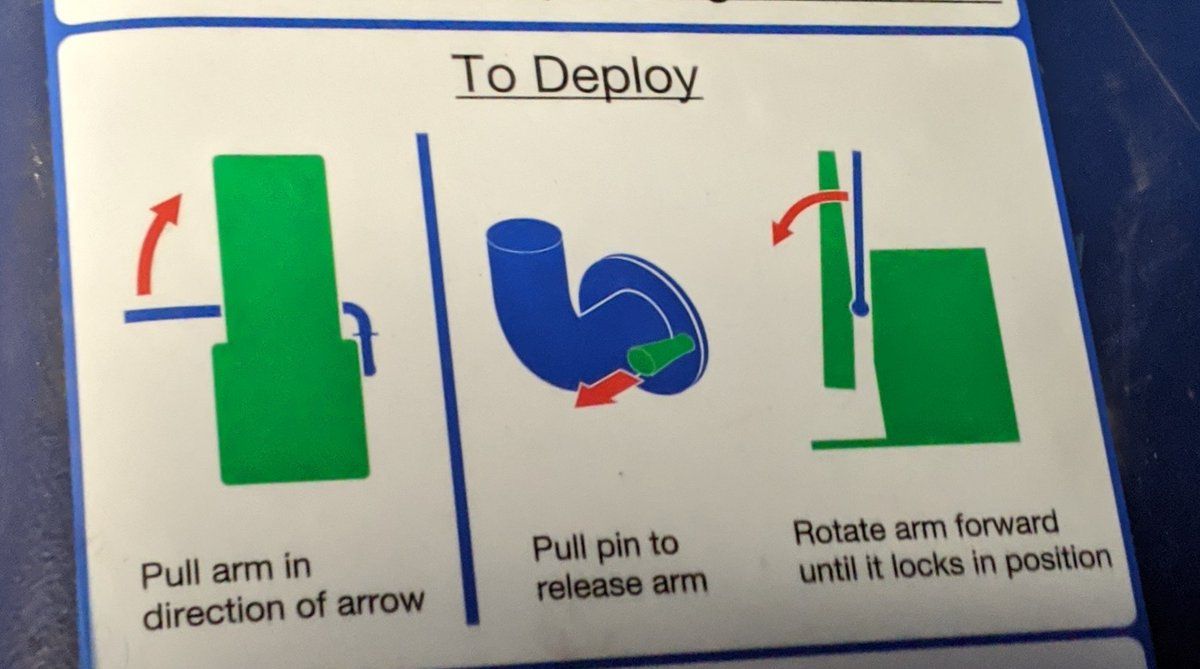 To Deploy
Pull arm in
direction of arrow
Pull pin to
release arm
Rotate arm forward
until it locks in position